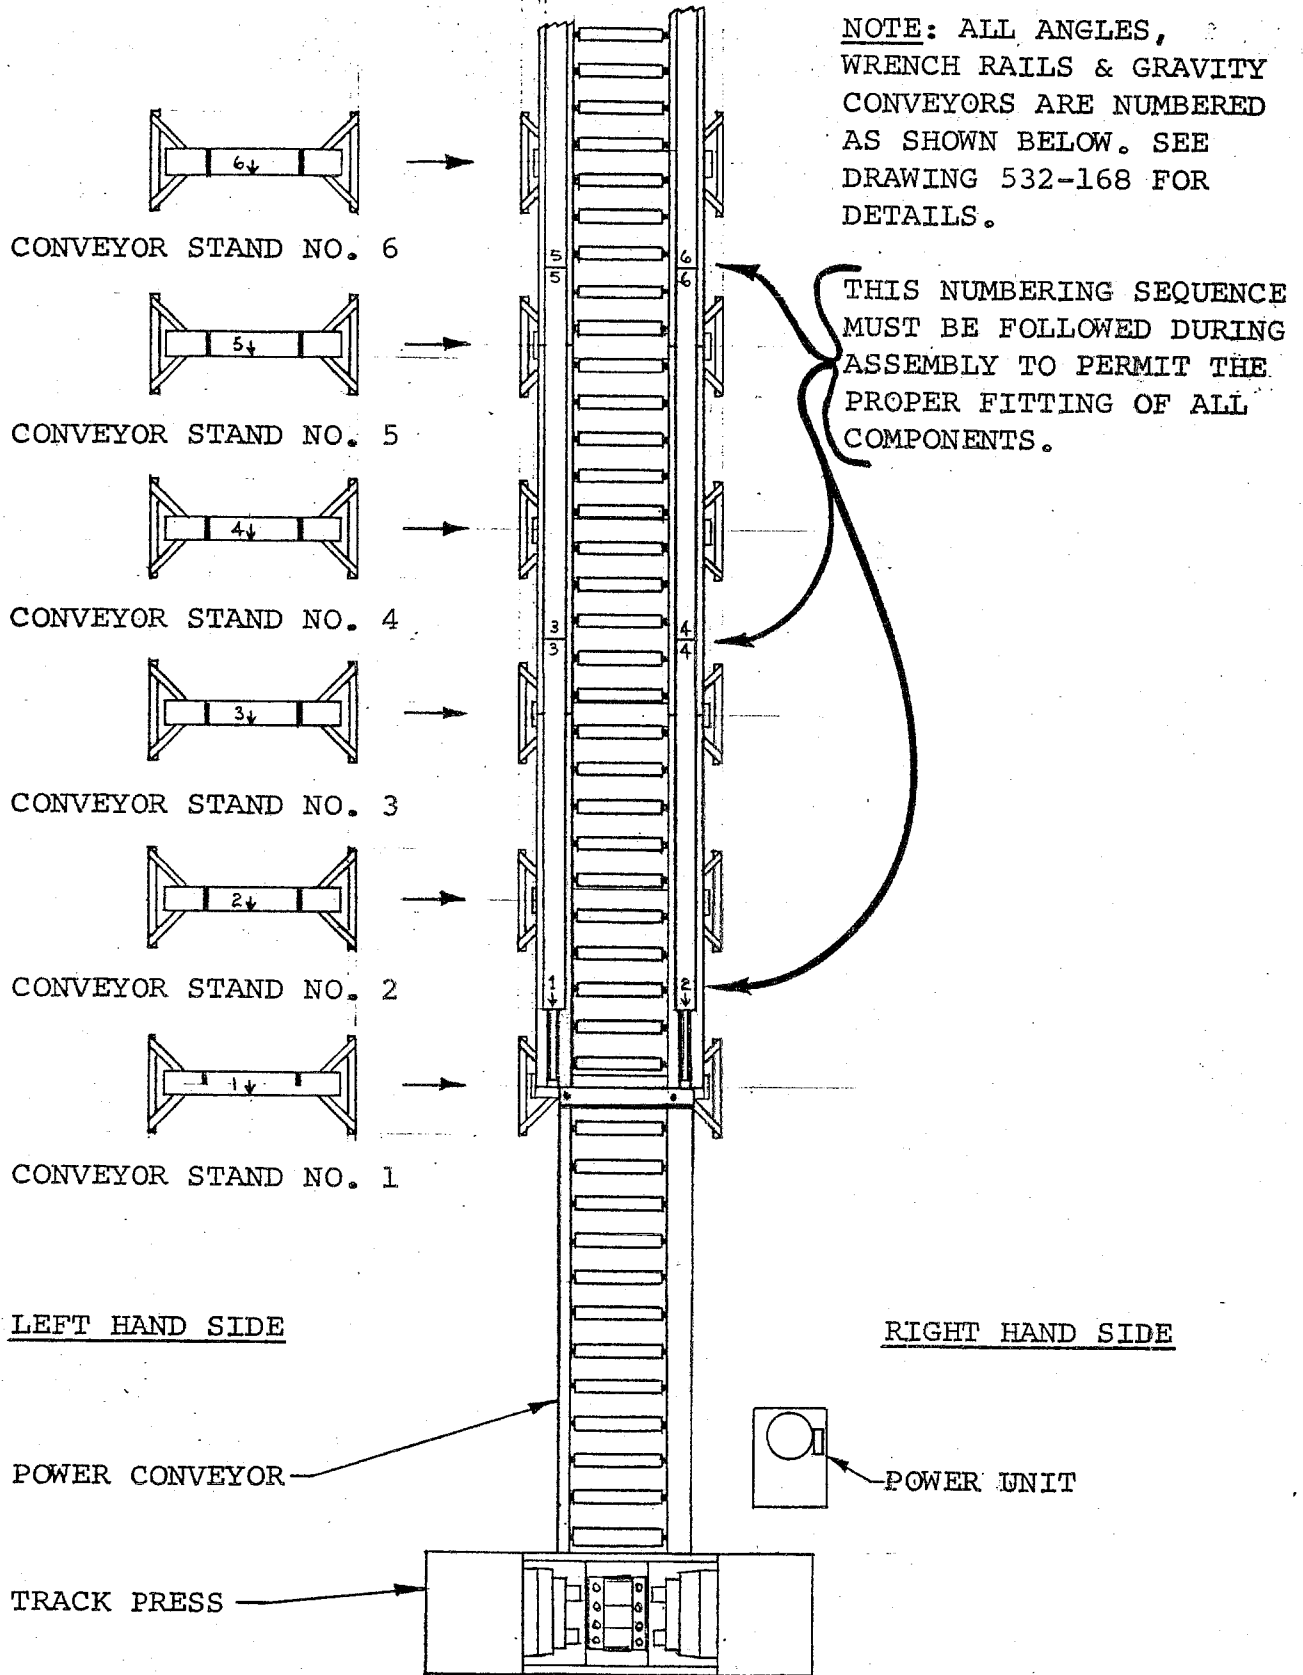 NOTE: ALL ANGLES,
WRENCH RAILS & GRAVITY
CONVEYORS ARE NUMBERED
AS SHOWN BELOW. SEE
DRAWING 532-168 FOR
DETAILS.
THIS NUMBERING SEQUENCE
MUST BE FOLLOWED DURING
ASSEMBLY TO PERMIT THE
PROPER FITTING OF ALL
COMPONENTS.
6
CONVEYOR STAND NO. 6
5 6
5 6
5
CONVEYOR STAND NO. 5
4
CONVEYOR STAND NO. 4
3 4
3 4
3
CONVEYOR STAND NO. 3
2
CONVEYOR STAND NO. 2
1 2
1
CONVEYOR STAND NO. 1
LEFT HAND SIDE
RIGHT HAND SIDE
POWER CONVEYOR
POWER UNIT
TRACK PRESS